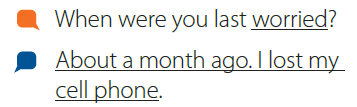 When were you last worried?
About a month ago. I lost my
cell phone.